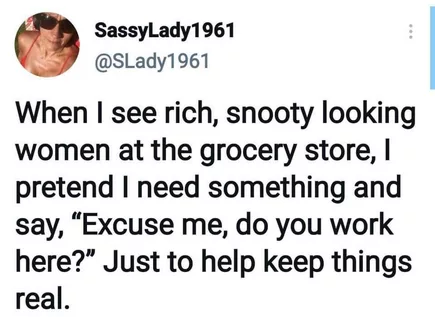 SassyLady1961
@SLady1961
When I see rich, snooty looking
women at the grocery store, I
pretend I need something and
say, “Excuse me, do you work
here?” Just to help keep things
real.